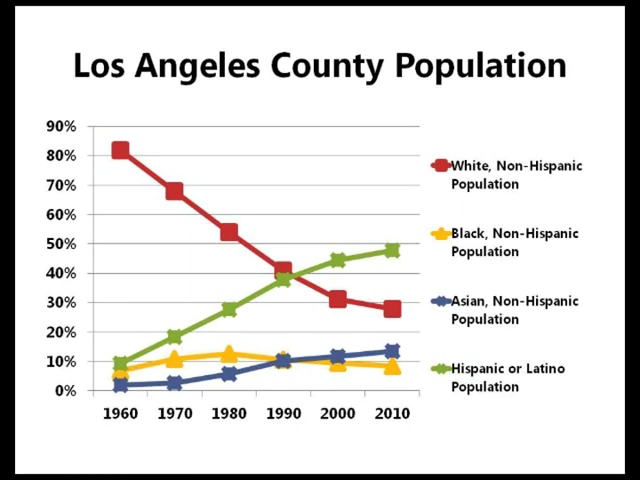 Los Angeles County Population
90%
80%
70%
60%
50%
40%
30%
20%
10%
0%
1960 1970 1980 1990 2000 2010
White, Non-Hispanic
Population
Black, Non-Hispanic
Population
Asian, Non-Hispanic
Population
Hispanic or Latino
Population